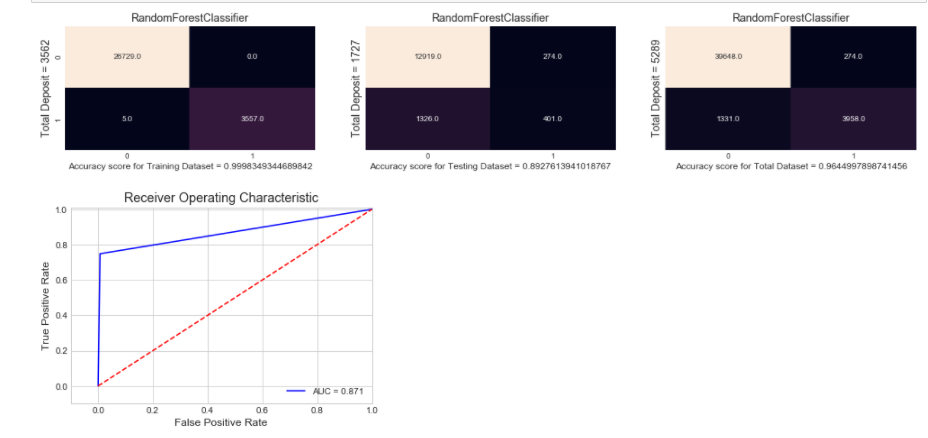 RandomForestClassifier
Total Deposit = 3562
0
1
26729.0
0.0
5.0
3557.0
0
1
Accuracy score for Training Dataset = 0.9998349344689842
RandomForestClassifier
Total Deposit = 1727
12919.0
274.0
1326.0
401.0
0
1
Accuracy score for Testing Dataset = 0.8927613941018767
RandomForestClassifier
Total Deposit = 5289
39648.0
274.0
1331.0
3958.0
0
1
Accuracy score for Total Dataset = 0.9644997898741456
Receiver Operating Characteristic
True Positive Rate
1.0
0.8
0.6
0.4
0.2
0.0
AUC = 0.871
0.0
0.2
0.4
0.6
0.8
1.0
False Positive Rate